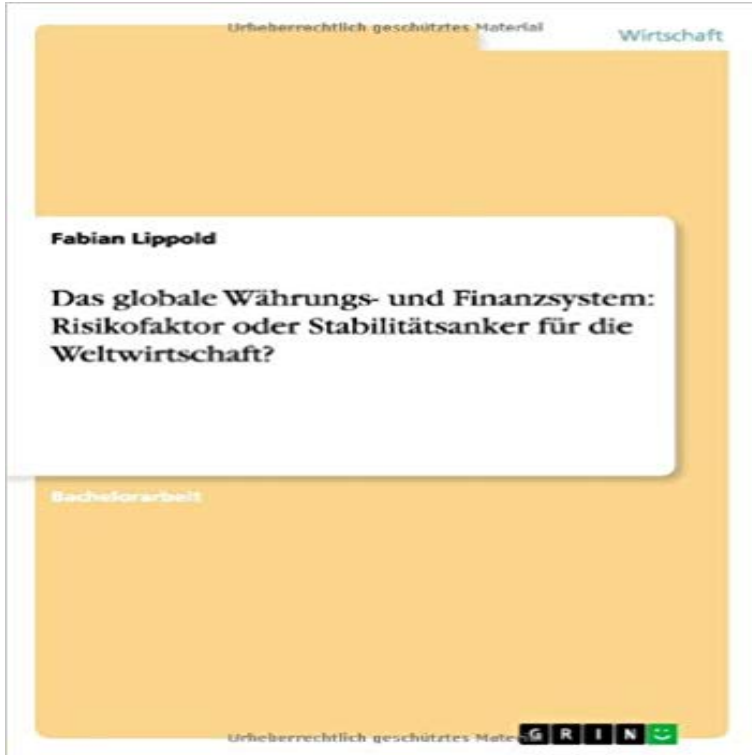 Urheberrechtlich geschütztes Material
Wirtschaft
Fabian Lippold
Das globale Währungs- und Finanzsystem:
Risikofaktor oder Stabilitätsanker für die
Weltwirtschaft?
Bachelorarbeit
Urheberrechtlich geschütztes Mate
GRIN